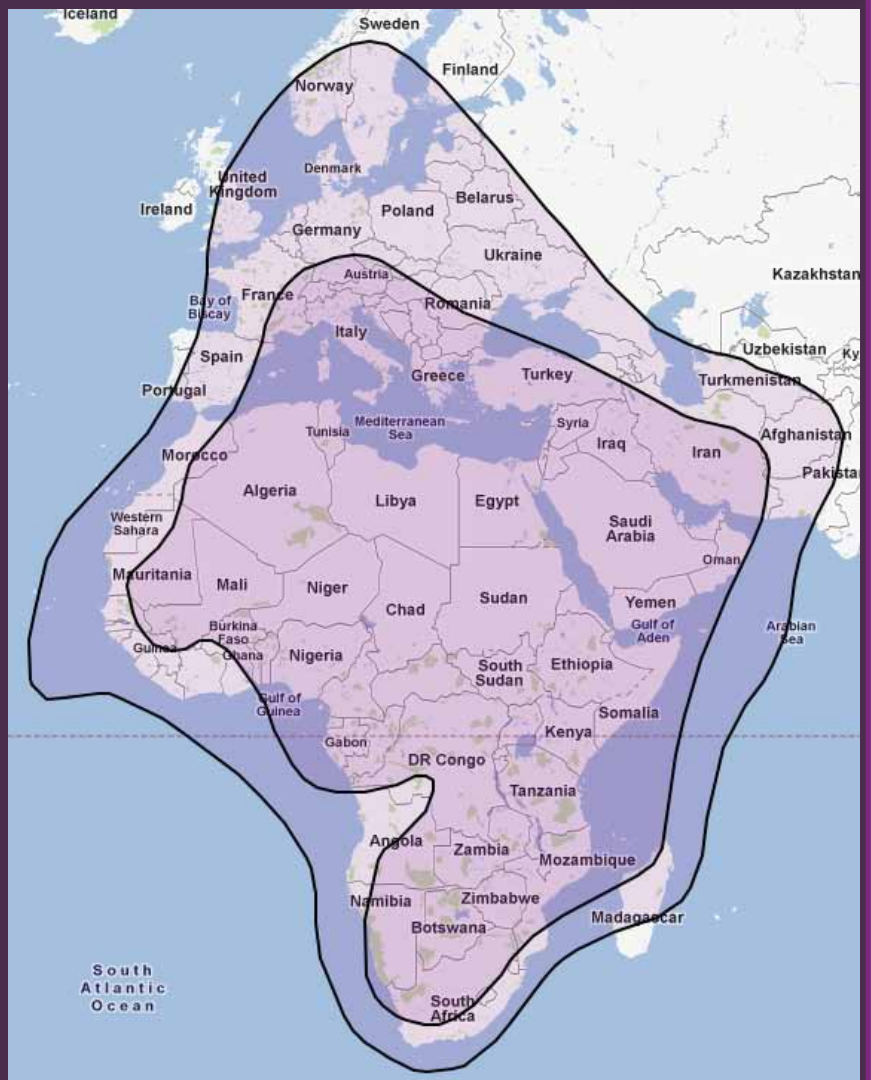 Iceland
Sweden
Finland
Norway
Denmark
United
Kingdom
Ireland
Belarus
Poland
Germany
Ukraine
Austria
Kazakhstan
France
Bay of
Biscay
Romania
Italy
Uzbekistan
Ky
Spain
Greece
Turkey
Turkmenistan
Portugal
Mediterranean
Sea
Tunisia
Syria
Iraq
Iran
Afghanistan
Morocco
Pakista
Algeria
Libya
Egypt
Western
Sahara
Saudi
Arabia
Oman
Mauritania
Mali
Niger
Chad
Sudan
Yemen
Gulf of
Aden
Arabian
Sea
Burkina
Faso
Guinea
Ghana
Nigeria
South
Sudan
Ethiopia
Gulf of
Guinea
Somalia
Kenya
Gabon
DR Congo
Tanzania
Angola
Zambia
Mozambique
Namibia
Zimbabwe
Botswana
Madagascar
South
Atlantic
Ocean
South
Africa